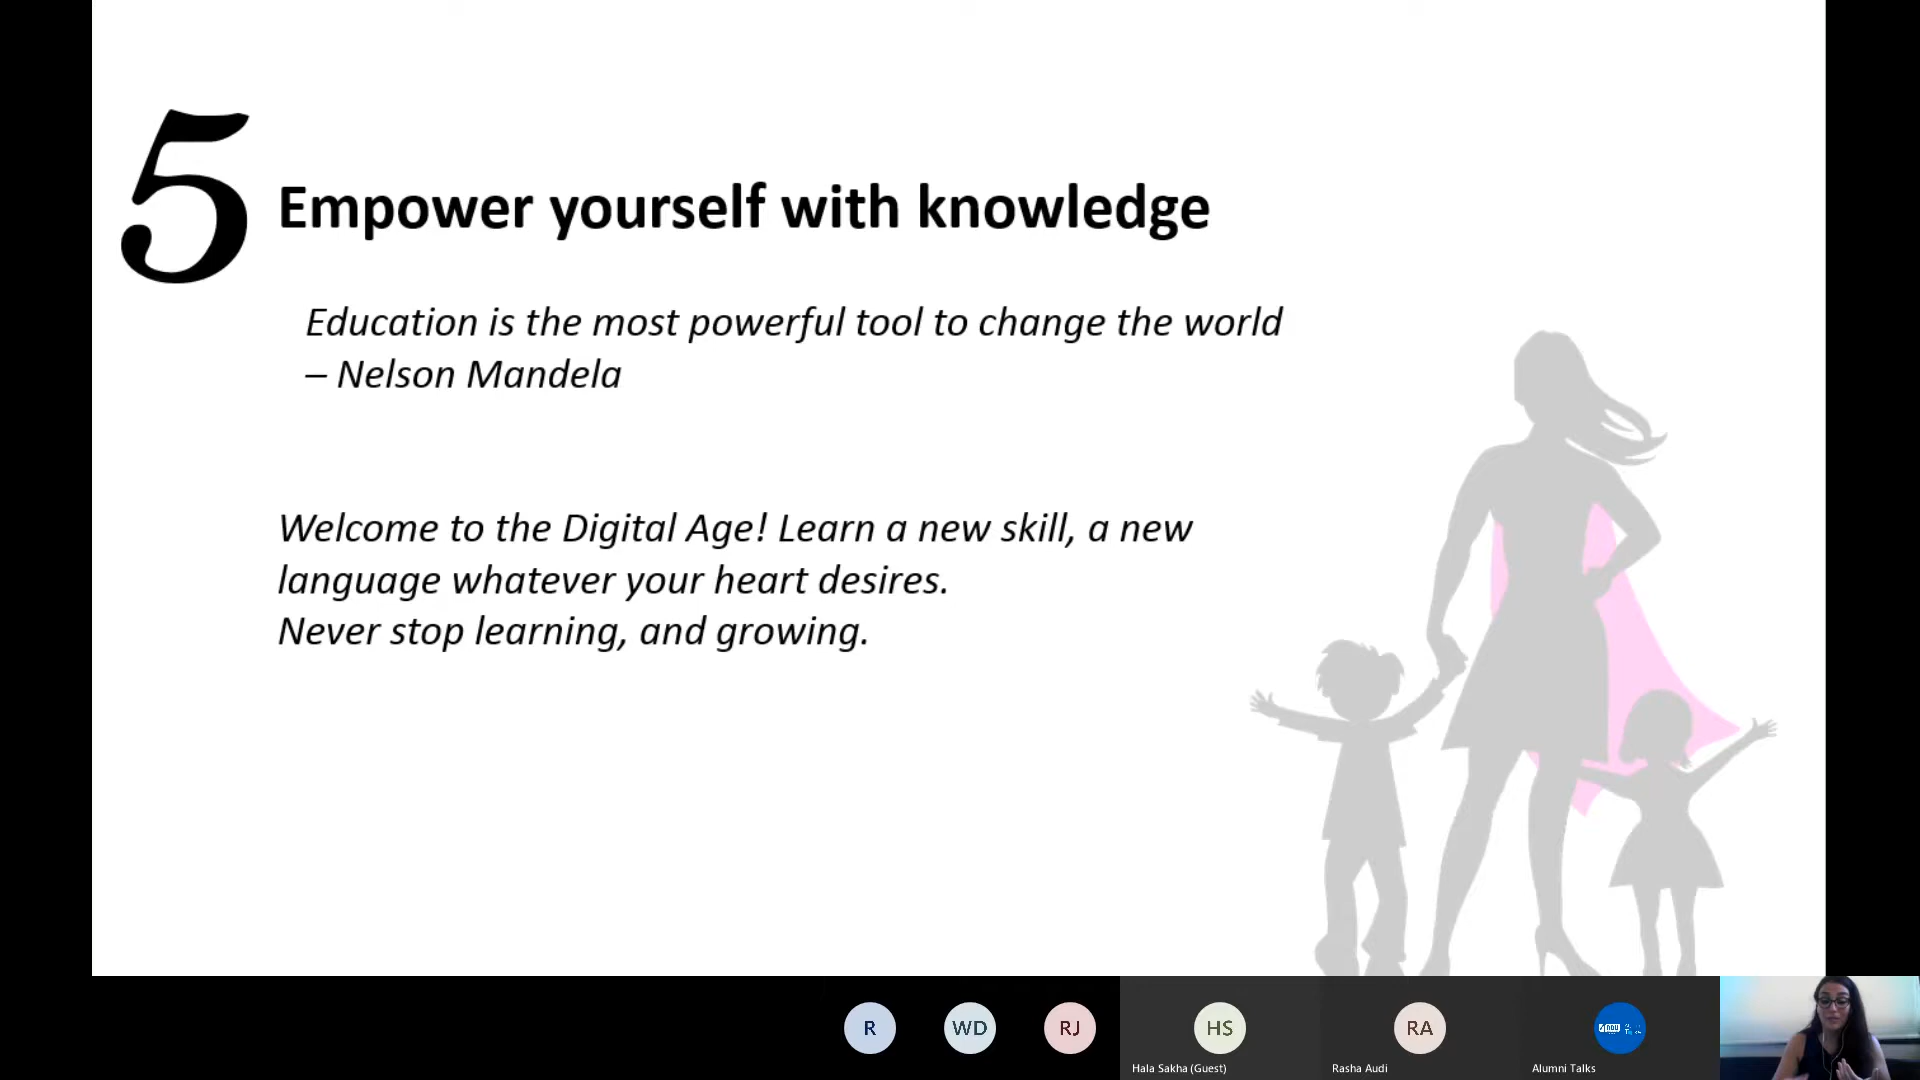 5
Empower yourself with knowledge
Education is the most powerful tool to change the world
– Nelson Mandela
Welcome to the Digital Age! Learn a new skill, a new
language whatever your heart desires.
Never stop learning, and growing.
R
WD
RJ
HS
RA
Hala Sakha (Guest)
Rasha Audi
Alumni Talks